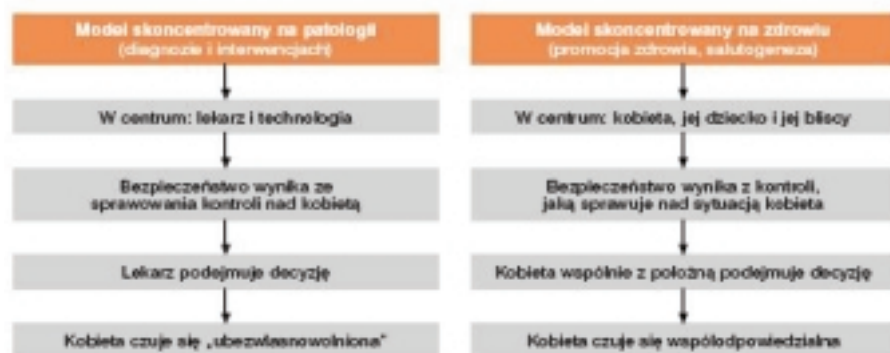 Model skoncentrowany na patologii
(diagnozie i interwencjach)
W centrum: lekarz i technologia
Bezpieczeństwo wynika ze
sprawowania kontroli nad kobietą
Lekarz podejmuje decyzję
Kobieta czuje się „ubezwłasnowolniona”
Model skoncentrowany na zdrowiu
(promocja zdrowia, salutogeneza)
W centrum: kobieta, jej dziecko i jej bliscy
Bezpieczeństwo wynika z kontroli,
jaką sprawuje nad sytuacją kobieta
Kobieta wspólnie z położną podejmuje decyzję
Kobieta czuje się współodpowiedzialna